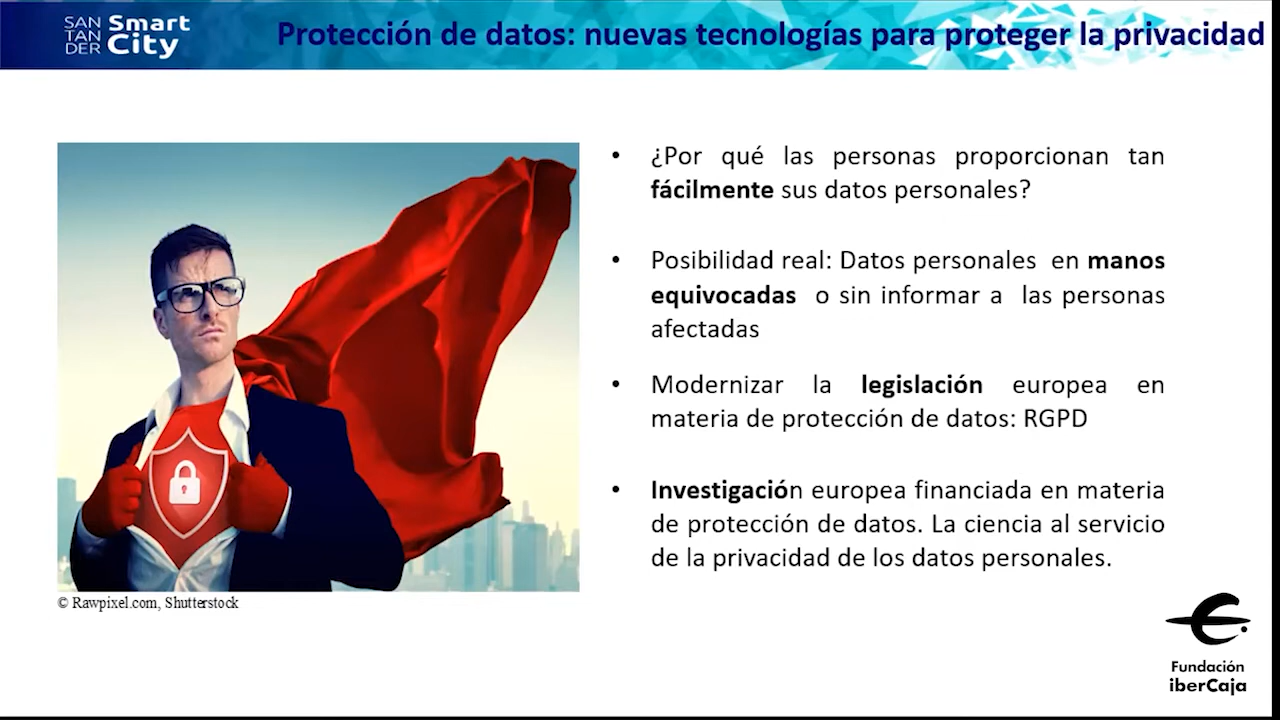 SAN
TAN
DER
Smart
City
Protección de datos: nuevas tecnologías para proteger la privacidad
• ¿Por qué las personas proporcionan tan
fácilmente sus datos personales?
• Posibilidad real: Datos personales en manos
equivocadas o sin informar a las personas
afectadas
• Modernizar la legislación europea en
materia de protección de datos: RGPD
• Investigación europea financiada en materia
de protección de datos. La ciencia al servicio
de la privacidad de los datos personales.
© Rawpixel.com, Shutterstock
Fundación
iberCaja